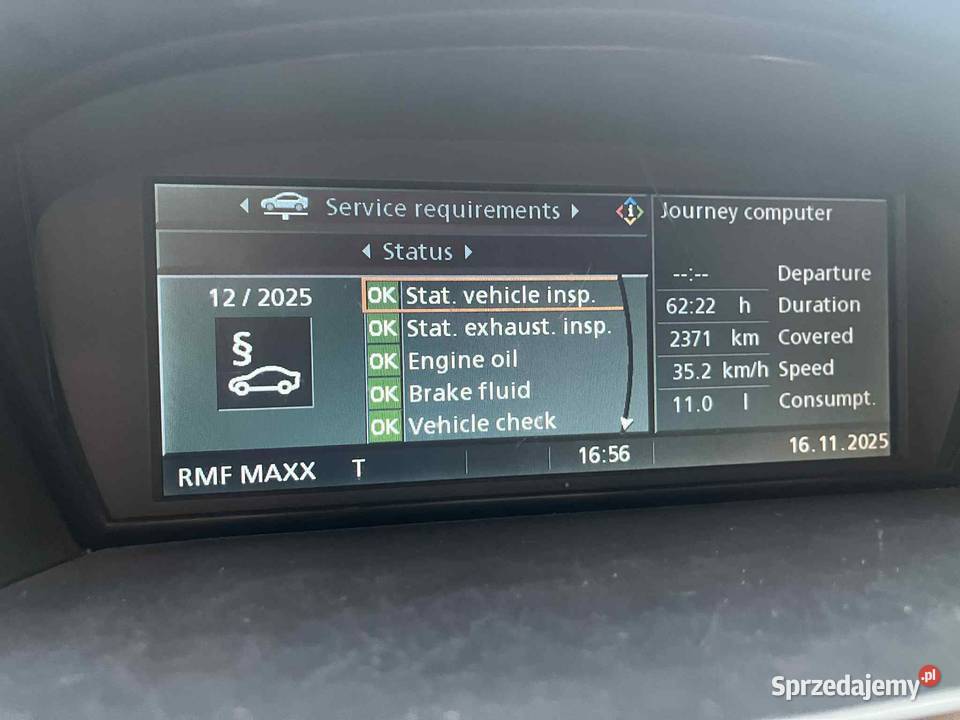 Service requirements
Status
12 / 2025
§
OK Stat. vehicle insp.
OK Stat. exhaust. insp.
OK Engine oil
OK Brake fluid
OK Vehicle check
i Journey computer
--:-- Departure
62:22 h Duration
2371 km Covered
35.2 km/h Speed
11.0 l Consumpt.
RMF MAXX T 16:56 16.11.2025
Sprzedajemy.pl